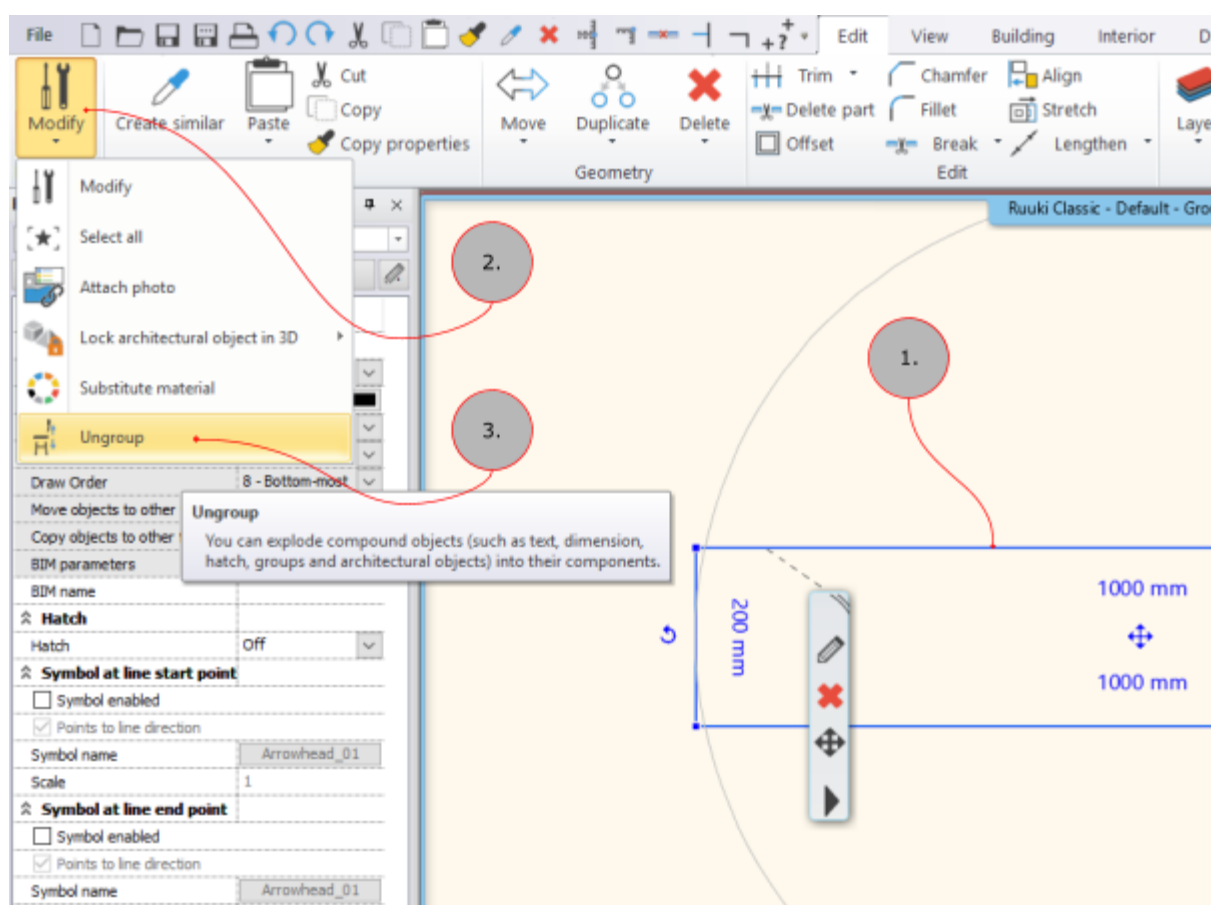 File
Edit View Building Interior D
Modify
Create similar
Paste
Cut
Copy
Copy properties
Move
Duplicate
Delete
Geometry
Trim
Delete part
Offset
Chamfer
Fillet
Break
Align
Stretch
Lengthen
Edit
Laye
Modify
Select all
Attach photo
Lock architectural object in 3D
Substitute material
Ungroup
Ruuki Classic - Default - Gro
2.
1.
3.
Draw Order 8 - Bottom-most
Move objects to other
Copy objects to other
BIM parameters
BIM name
Hatch
Hatch Off
Symbol at line start point
Symbol enabled
Points to line direction
Symbol name Arrowhead_01
Scale 1
Symbol at line end point
Symbol enabled
Points to line direction
Symbol name Arrowhead_01
Ungroup
You can explode compound objects (such as text, dimension,
hatch, groups and architectural objects) into their components.
200 mm
1000 mm
1000 mm